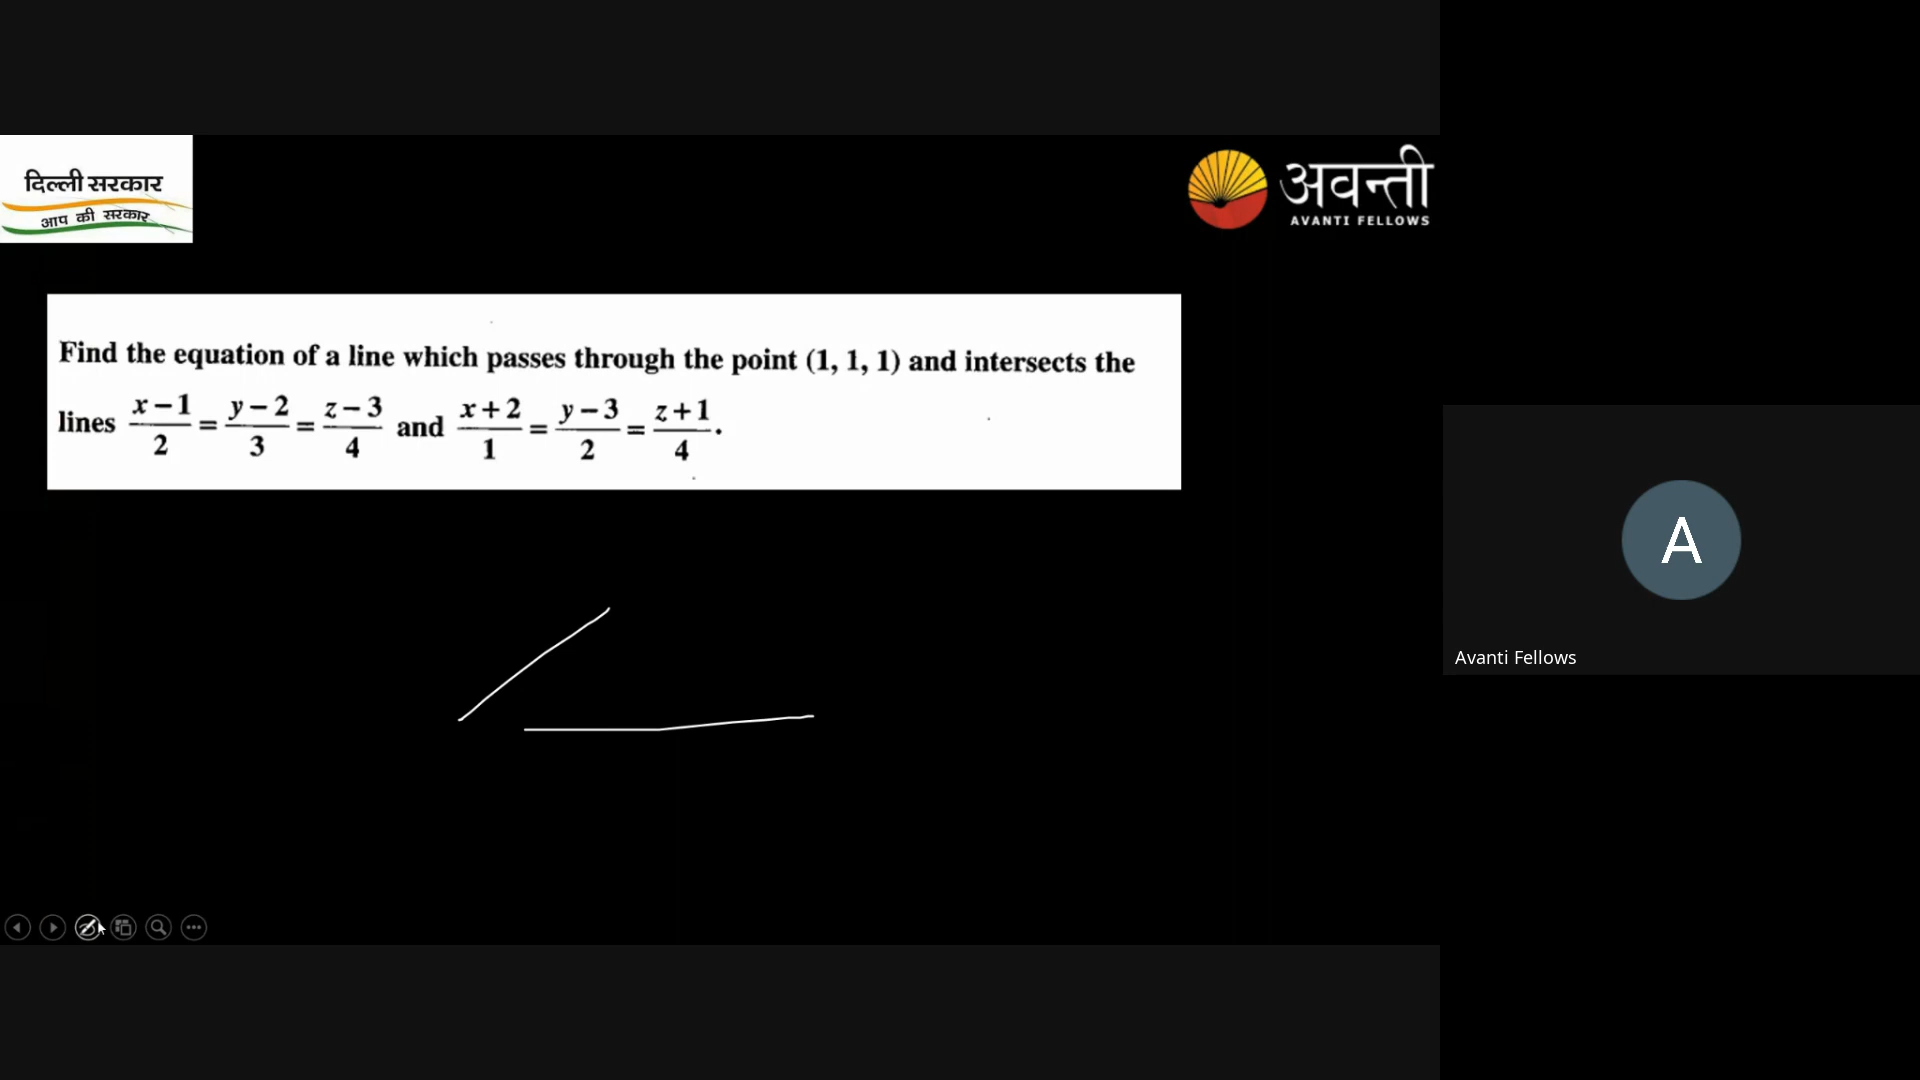 दिल्ली सरकार
आप की सरकार
अवन्ती
AVANTI FELLOWS
Find the equation of a line which passes through the point (1, 1, 1) and intersects the
lines (x − 1)/2 = (y − 2)/3 = (z − 3)/4 and (x + 2)/1 = (y − 3)/2 = (z + 1)/4.
A
Avanti Fellows